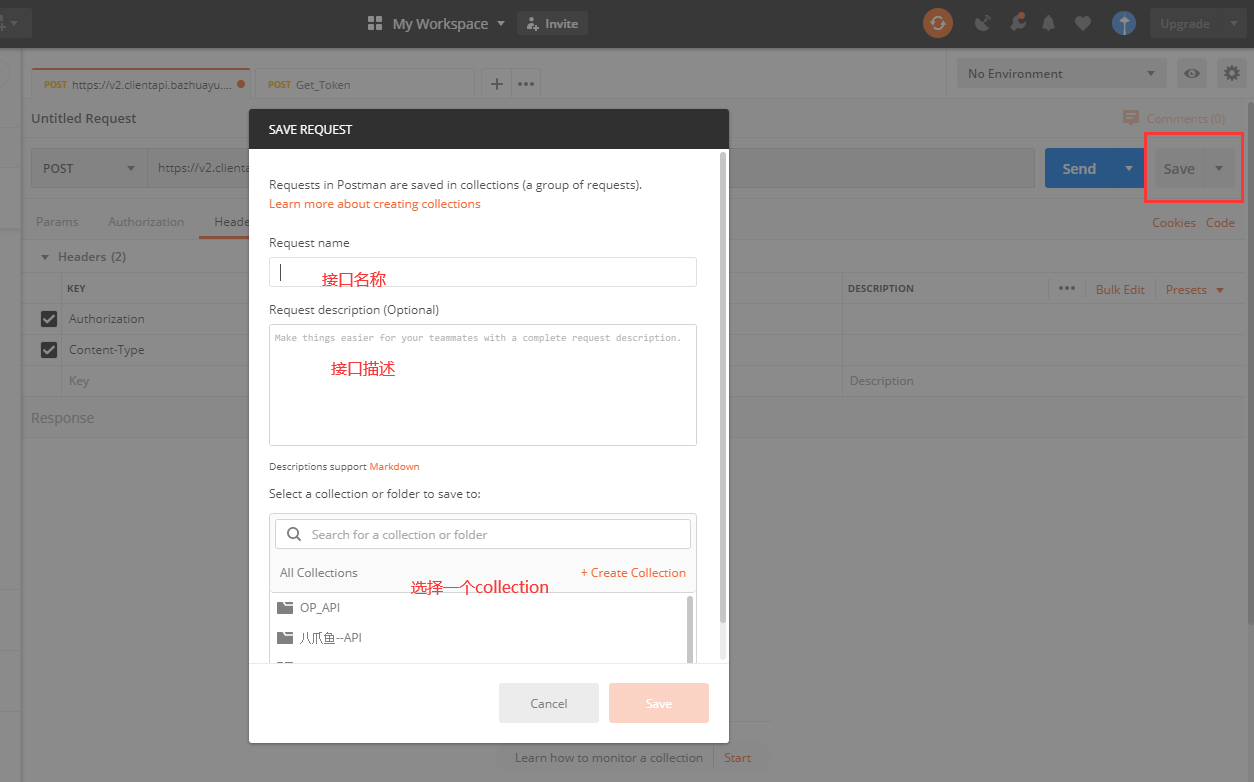 My Workspace
Invite
Upgrade
POST https://v2.clientapi.bazhuayu....
POST Get_Token
No Environment
Untitled Request
Comments (0)
POST
https://v2.clienta
Send
Save
Params
Authorization
Heade
Cookies
Code
Headers (2)
KEY
DESCRIPTION
Bulk Edit
Presets
Authorization
Content-Type
Key
Description
Response
SAVE REQUEST
Requests in Postman are saved in collections (a group of requests).
Learn more about creating collections
Request name
接口名称
Request description (Optional)
Make things easier for your teammates with a complete request description.
接口描述
Descriptions support Markdown
Select a collection or folder to save to:
Search for a collection or folder
All Collections
+ Create Collection
选择一个collection
OP_API
八爪鱼--API
Cancel
Save
Learn how to monitor a collection
Start